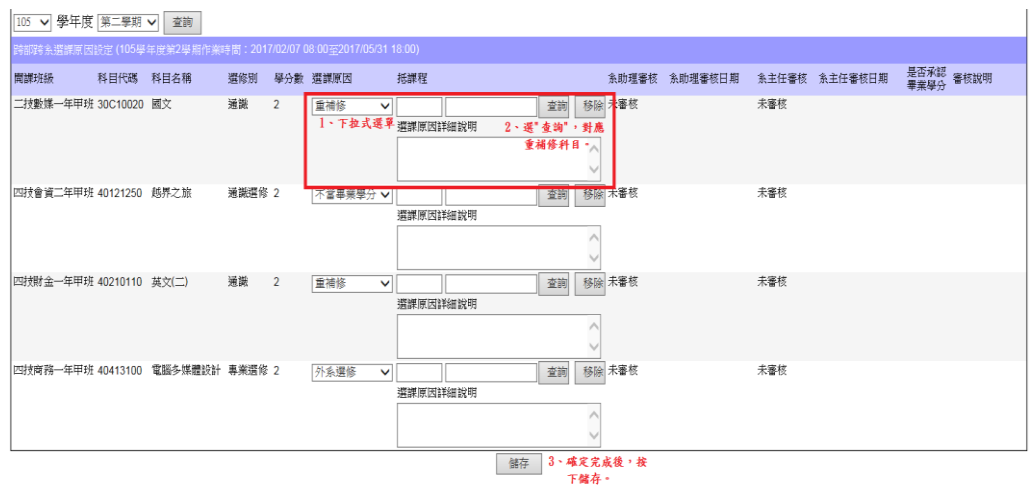 105 學年度 第二學期 查詢
跨部跨系選課原因設定 (105學年度第2學期作業時間：2017/02/07 08:00至2017/05/31 18:00)
開課班級 科目代碼 科目名稱 選修別 學分數 選課原因 抵課程 系助理審核 系助理審核日期 系主任審核 系主任審核日期 是否承認畢業學分 審核說明
二技數媒一年甲班 30C10020 國文 通識 2 重補修 查詢 移除 未審核 未審核
1、下拉式選單 選課原因詳細說明 2、選"查詢"，對應
重補修科目。
四技會資二年甲班 40121250 越界之旅 通識選修 2 不當畢業學分 查詢 移除 未審核 未審核
選課原因詳細說明
四技財金一年甲班 40210110 英文(二) 通識 2 重補修 查詢 移除 未審核 未審核
選課原因詳細說明
四技商務一年甲班 40413100 電腦多媒體設計 專業選修 2 外系選修 查詢 移除 未審核 未審核
選課原因詳細說明
儲存 3、確定完成後，按
下儲存。